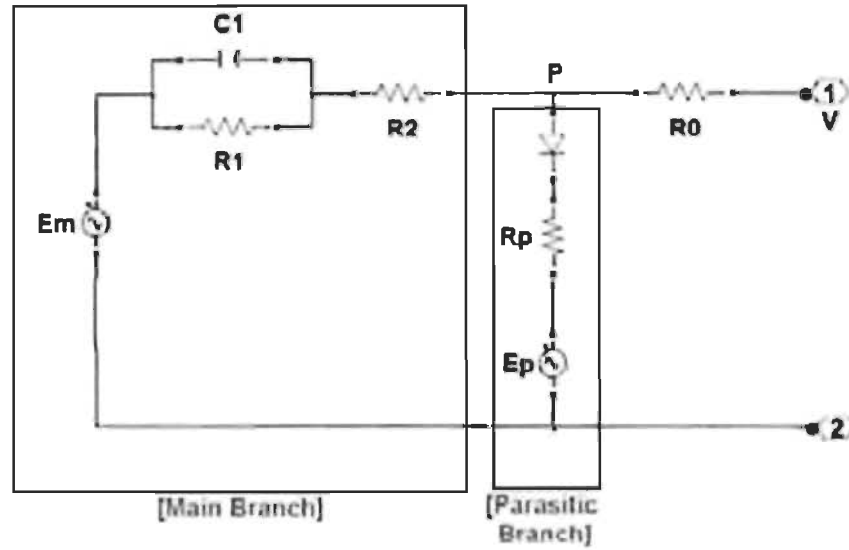 C1
P
1
R1
R2
R0
V
Em
Rp
Ep
2
[Main Branch]
[Parasitic
Branch]